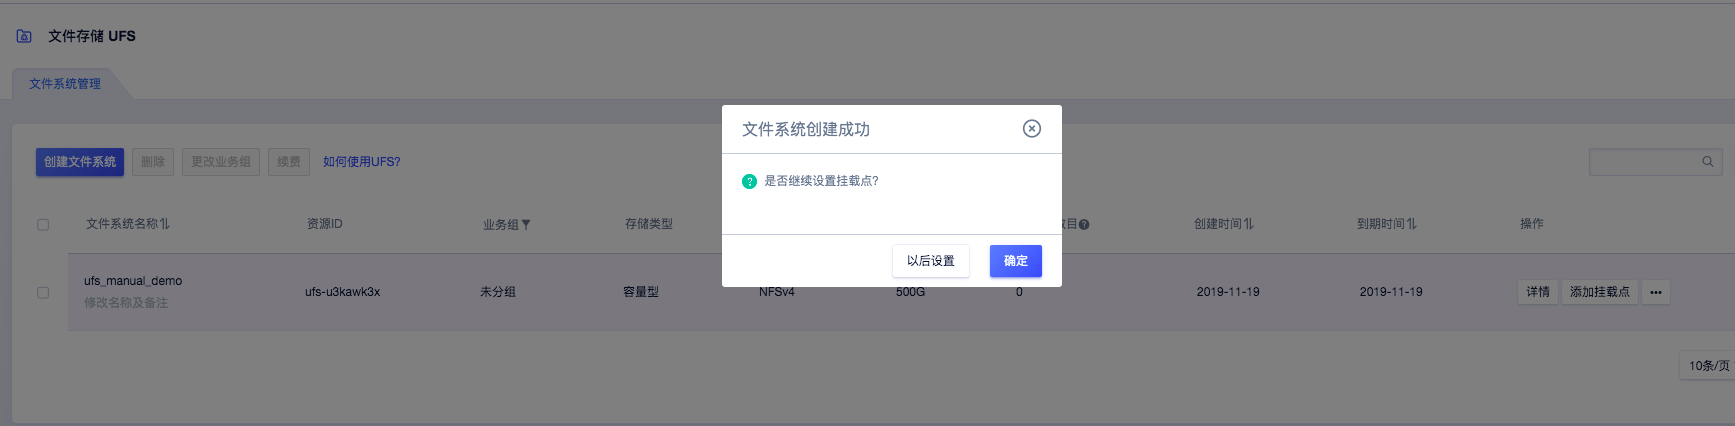 文件存储 UFS
文件系统管理
文件系统创建成功
创建文件系统 删除 更改业务组 续费 如何使用UFS?
是否继续设置挂载点?
文件系统名称 资源ID 业务组 存储类型 数目 创建时间 到期时间 操作
以后设置 确定
ufs_manual_demo
修改名称及备注
ufs-u3kawk3x 未分组 容量型 NFSv4 500G 0 2019-11-19 2019-11-19 详情 添加挂载点 •••
10条/页